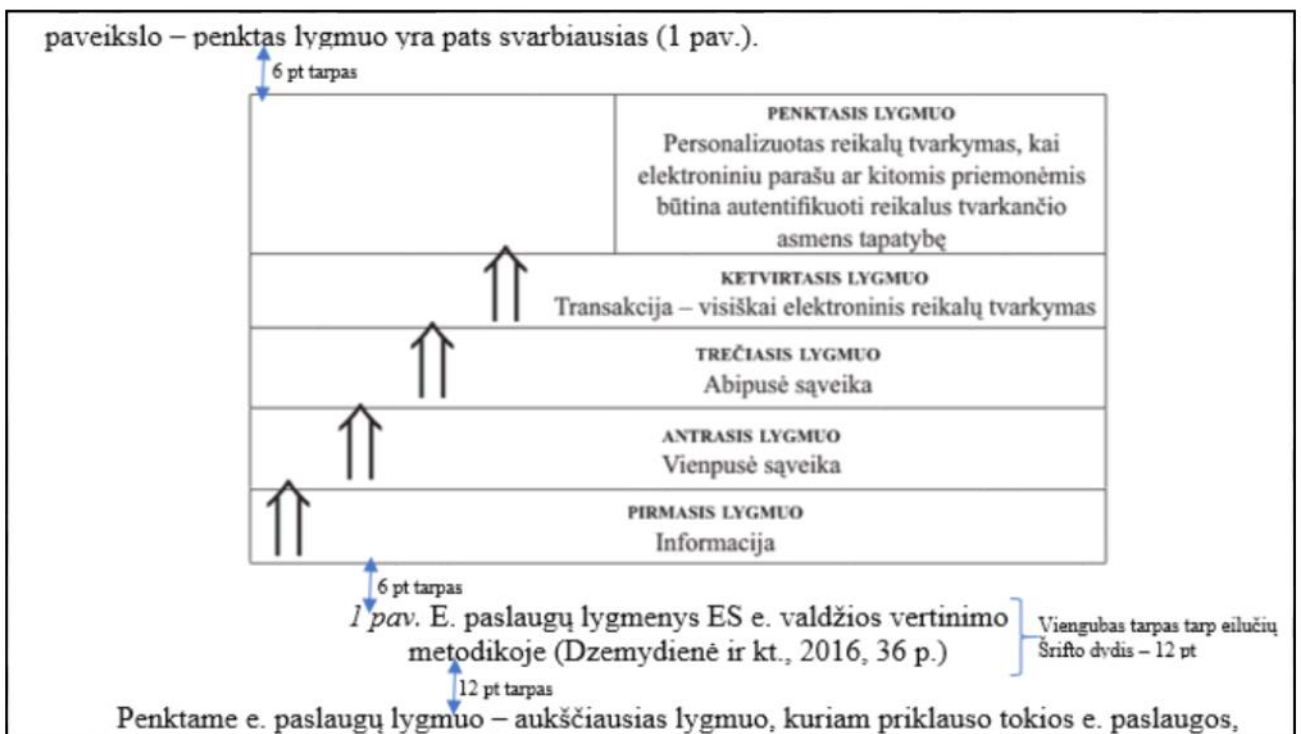 paveikslo – penktas lygmuo yra pats svarbiausias (1 pav.).
6 pt tarpas
PENKTASIS LYGMUO
Personalizuotas reikalų tvarkymas, kai
elektroniniu parašu ar kitomis priemonėmis
būtina autentifikuoti reikalus tvarkančio
asmens tapatybę
KETVIRTASIS LYGMUO
Transakcija – visiškai elektroninis reikalų tvarkymas
TREČIASIS LYGMUO
Abipusė sąveika
ANTRASIS LYGMUO
Vienpusė sąveika
PIRMASIS LYGMUO
Informacija
6 pt tarpas
1 pav. E. paslaugų lygmenys ES e. valdžios vertinimo
metodikoje (Dzemydienė ir kt., 2016, 36 p.)
Viengubas tarpas tarp eilučių
Šrifto dydis – 12 pt
12 pt tarpas
Penktame e. paslaugų lygmuo – aukščiausias lygmuo, kuriam priklauso tokios e. paslaugos,